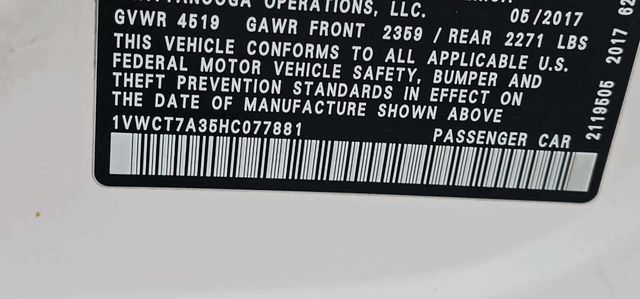 OPERATIONS, LLC.
05/2017
GVWR 4519 GAWR FRONT 2359 / REAR 2271 LBS
THIS VEHICLE CONFORMS TO ALL APPLICABLE U.S.
FEDERAL MOTOR VEHICLE SAFETY, BUMPER AND
THEFT PREVENTION STANDARDS IN EFFECT ON
THE DATE OF MANUFACTURE SHOWN ABOVE
1VWCT7A35HC077881 PASSENGER CAR
2119505 2017 62